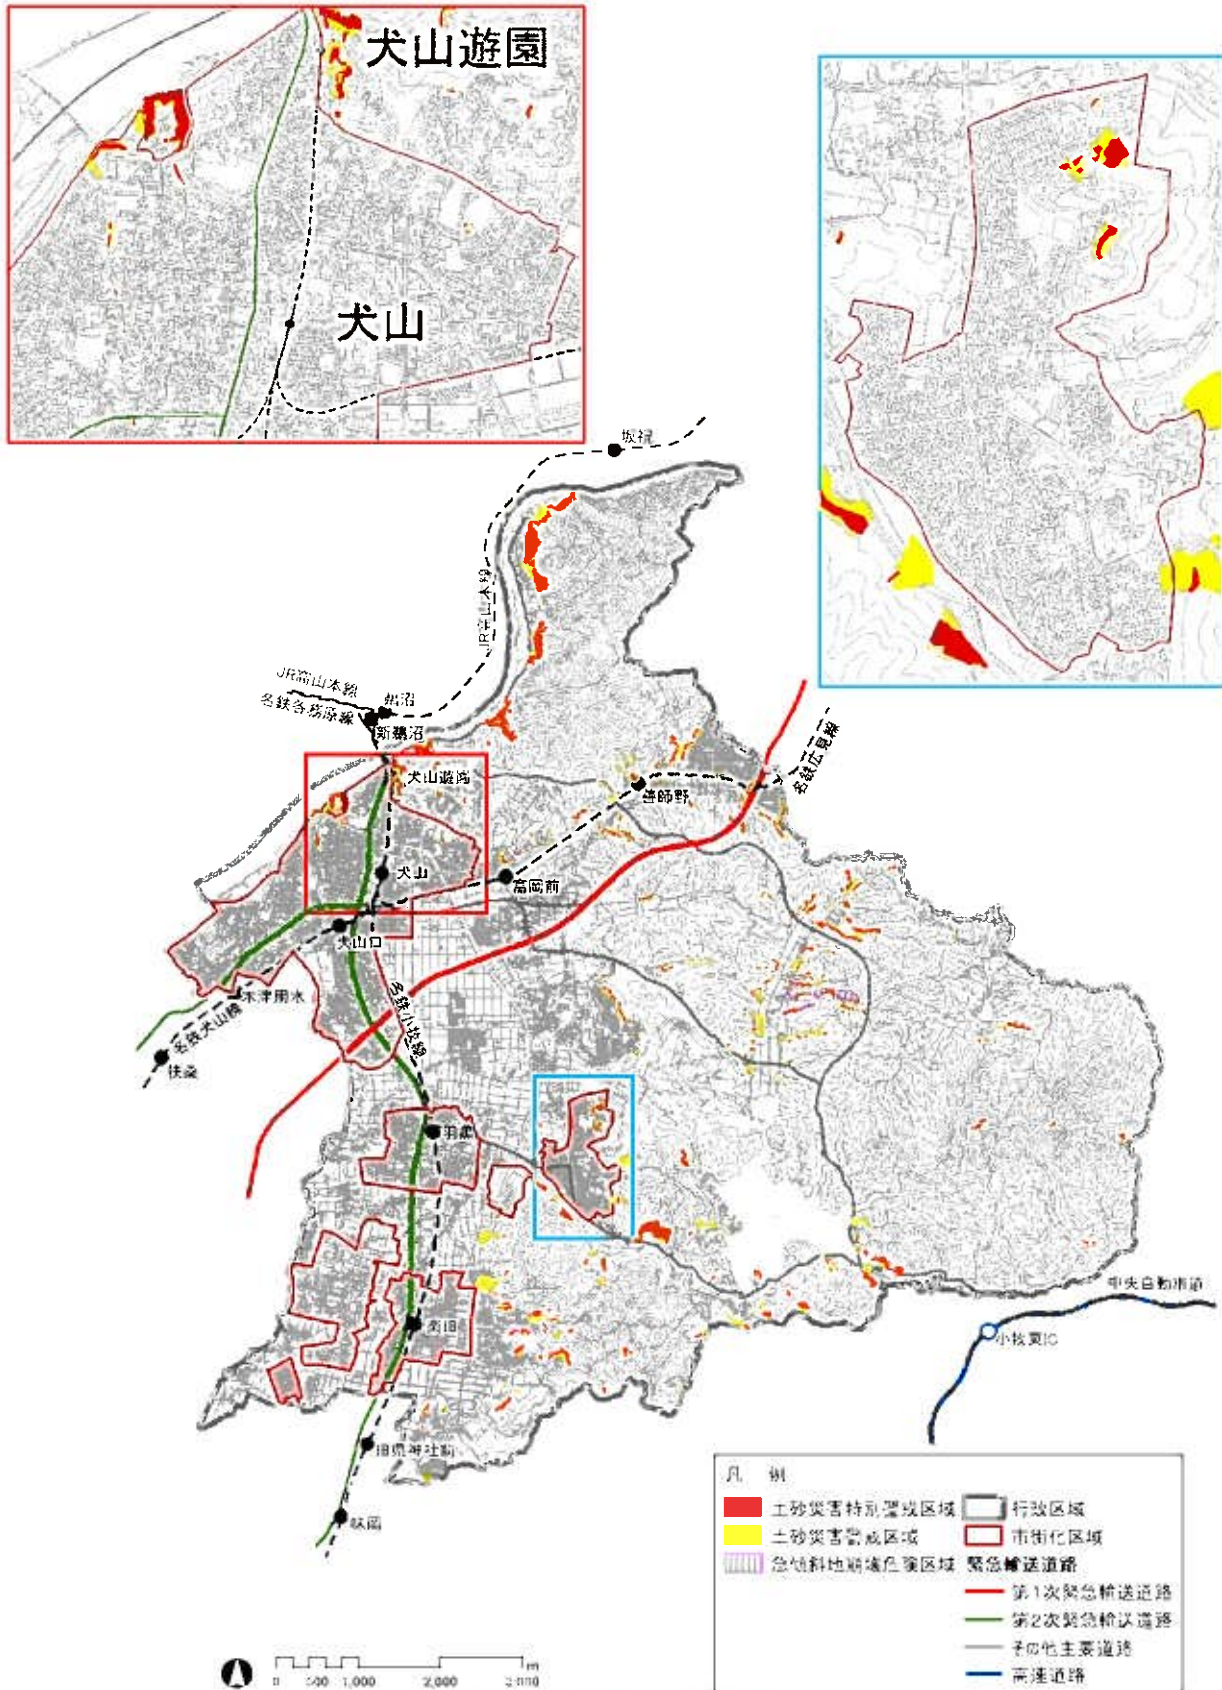 犬山遊園
犬山
坂祝
JR高山本線
JR高山本線
名鉄各務原線
鵜沼
新鵜沼
犬山遊園
善師野
名鉄広見線
犬山
富岡前
犬山口
木津用水
名鉄犬山線
名鉄小牧線
扶桑
羽黒
楽田
中央自動車道
小牧東IC
田県神社前
味岡
凡 例
土砂災害特別警戒区域
土砂災害警戒区域
急傾斜地崩壊危険区域
行政区域
市街化区域
緊急輸送道路
第1次緊急輸送道路
第2次緊急輸送道路
その他主要道路
高速道路
0 500 1,000 2,000 3,000 m